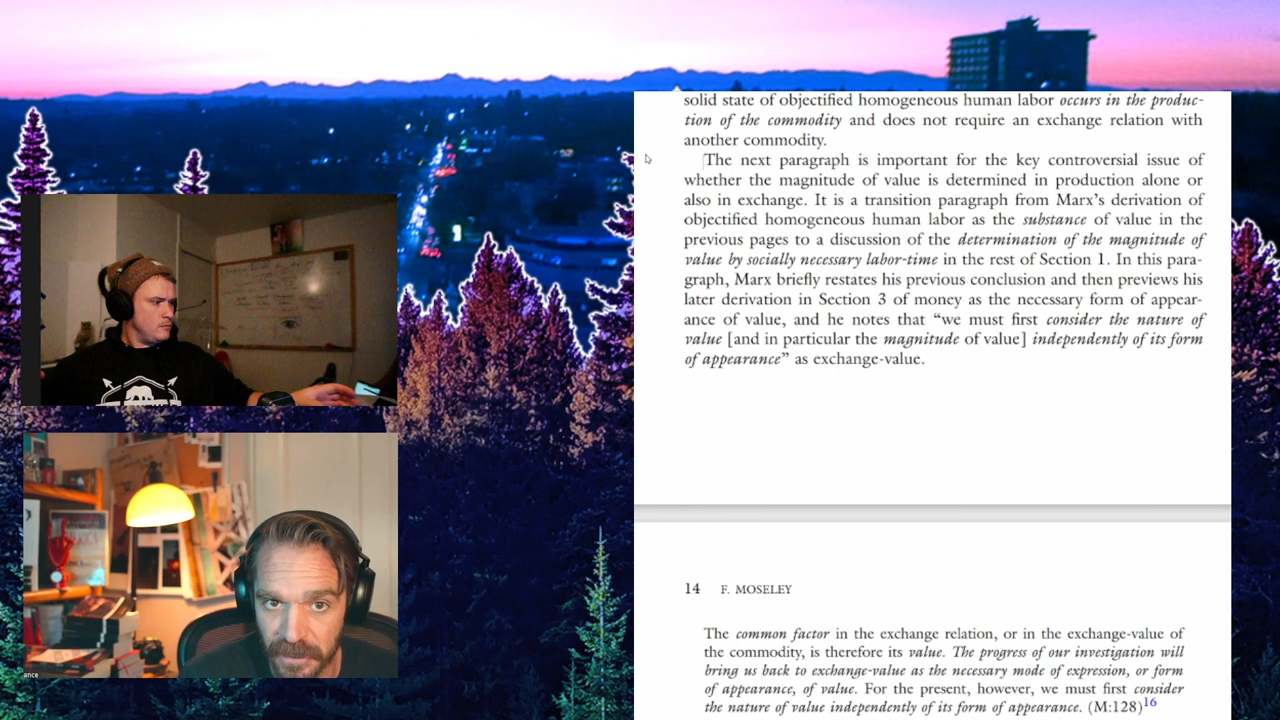 solid state of objectified homogeneous human labor occurs in the produc-
tion of the commodity and does not require an exchange relation with
another commodity.
The next paragraph is important for the key controversial issue of
whether the magnitude of value is determined in production alone or
also in exchange. It is a transition paragraph from Marx's derivation of
objectified homogeneous human labor as the substance of value in the
previous pages to a discussion of the determination of the magnitude of
value by socially necessary labor-time in the rest of Section 1. In this para-
graph, Marx briefly restates his previous conclusion and then previews his
later derivation in Section 3 of money as the necessary form of appear-
ance of value, and he notes that “we must first consider the nature of
value [and in particular the magnitude of value] independently of its form
of appearance” as exchange-value.
14 F. MOSELEY
The common factor in the exchange relation, or in the exchange-value of
the commodity, is therefore its value. The progress of our investigation will
bring us back to exchange-value as the necessary mode of expression, or form
of appearance, of value. For the present, however, we must first consider
the nature of value independently of its form of appearance. (M:128)16
ance